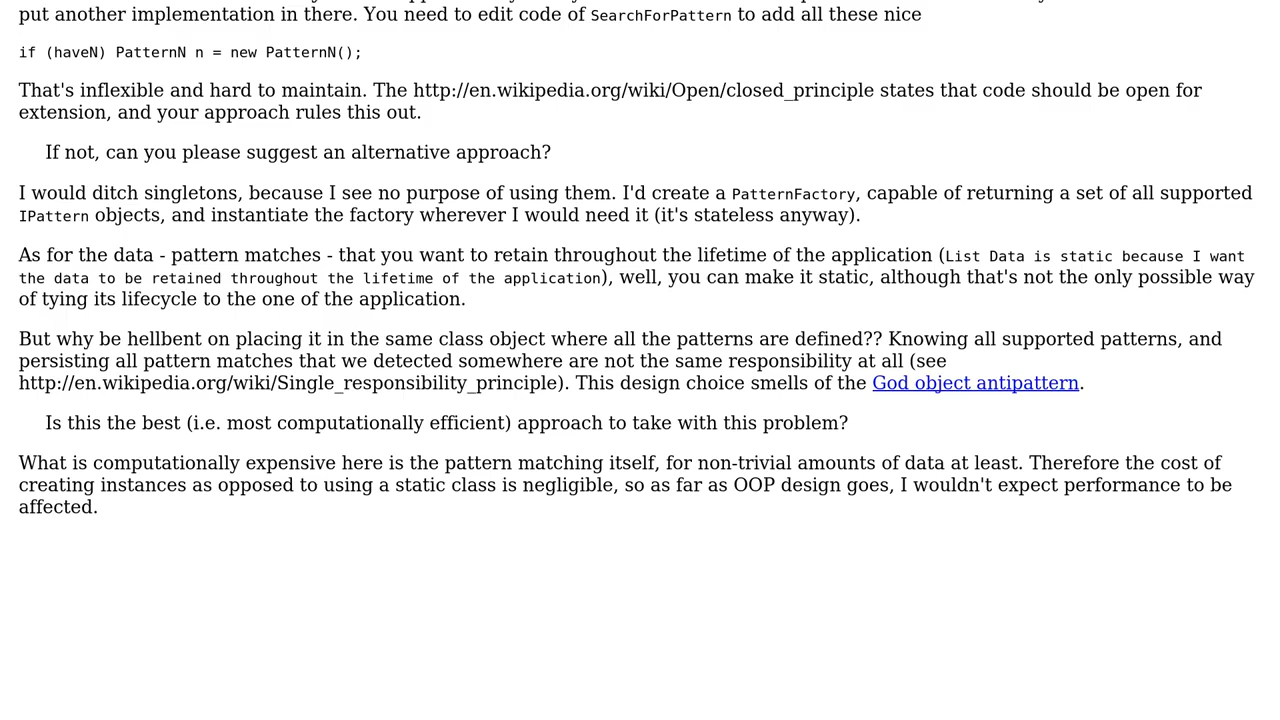 put another implementation in there. You need to edit code of SearchForPattern to add all these nice
if (haveN) PatternN n = new PatternN();
That's inflexible and hard to maintain. The http://en.wikipedia.org/wiki/Open/closed_principle states that code should be open for
extension, and your approach rules this out.
If not, can you please suggest an alternative approach?
I would ditch singletons, because I see no purpose of using them. I'd create a PatternFactory, capable of returning a set of all supported
IPattern objects, and instantiate the factory wherever I would need it (it's stateless anyway).
As for the data - pattern matches - that you want to retain throughout the lifetime of the application (List Data is static because I want
the data to be retained throughout the lifetime of the application), well, you can make it static, although that's not the only possible way
of tying its lifecycle to the one of the application.
But why be hellbent on placing it in the same class object where all the patterns are defined?? Knowing all supported patterns, and
persisting all pattern matches that we detected somewhere are not the same responsibility at all (see
http://en.wikipedia.org/wiki/Single_responsibility_principle). This design choice smells of the God object antipattern.
Is this the best (i.e. most computationally efficient) approach to take with this problem?
What is computationally expensive here is the pattern matching itself, for non-trivial amounts of data at least. Therefore the cost of
creating instances as opposed to using a static class is negligible, so as far as OOP design goes, I wouldn't expect performance to be
affected.